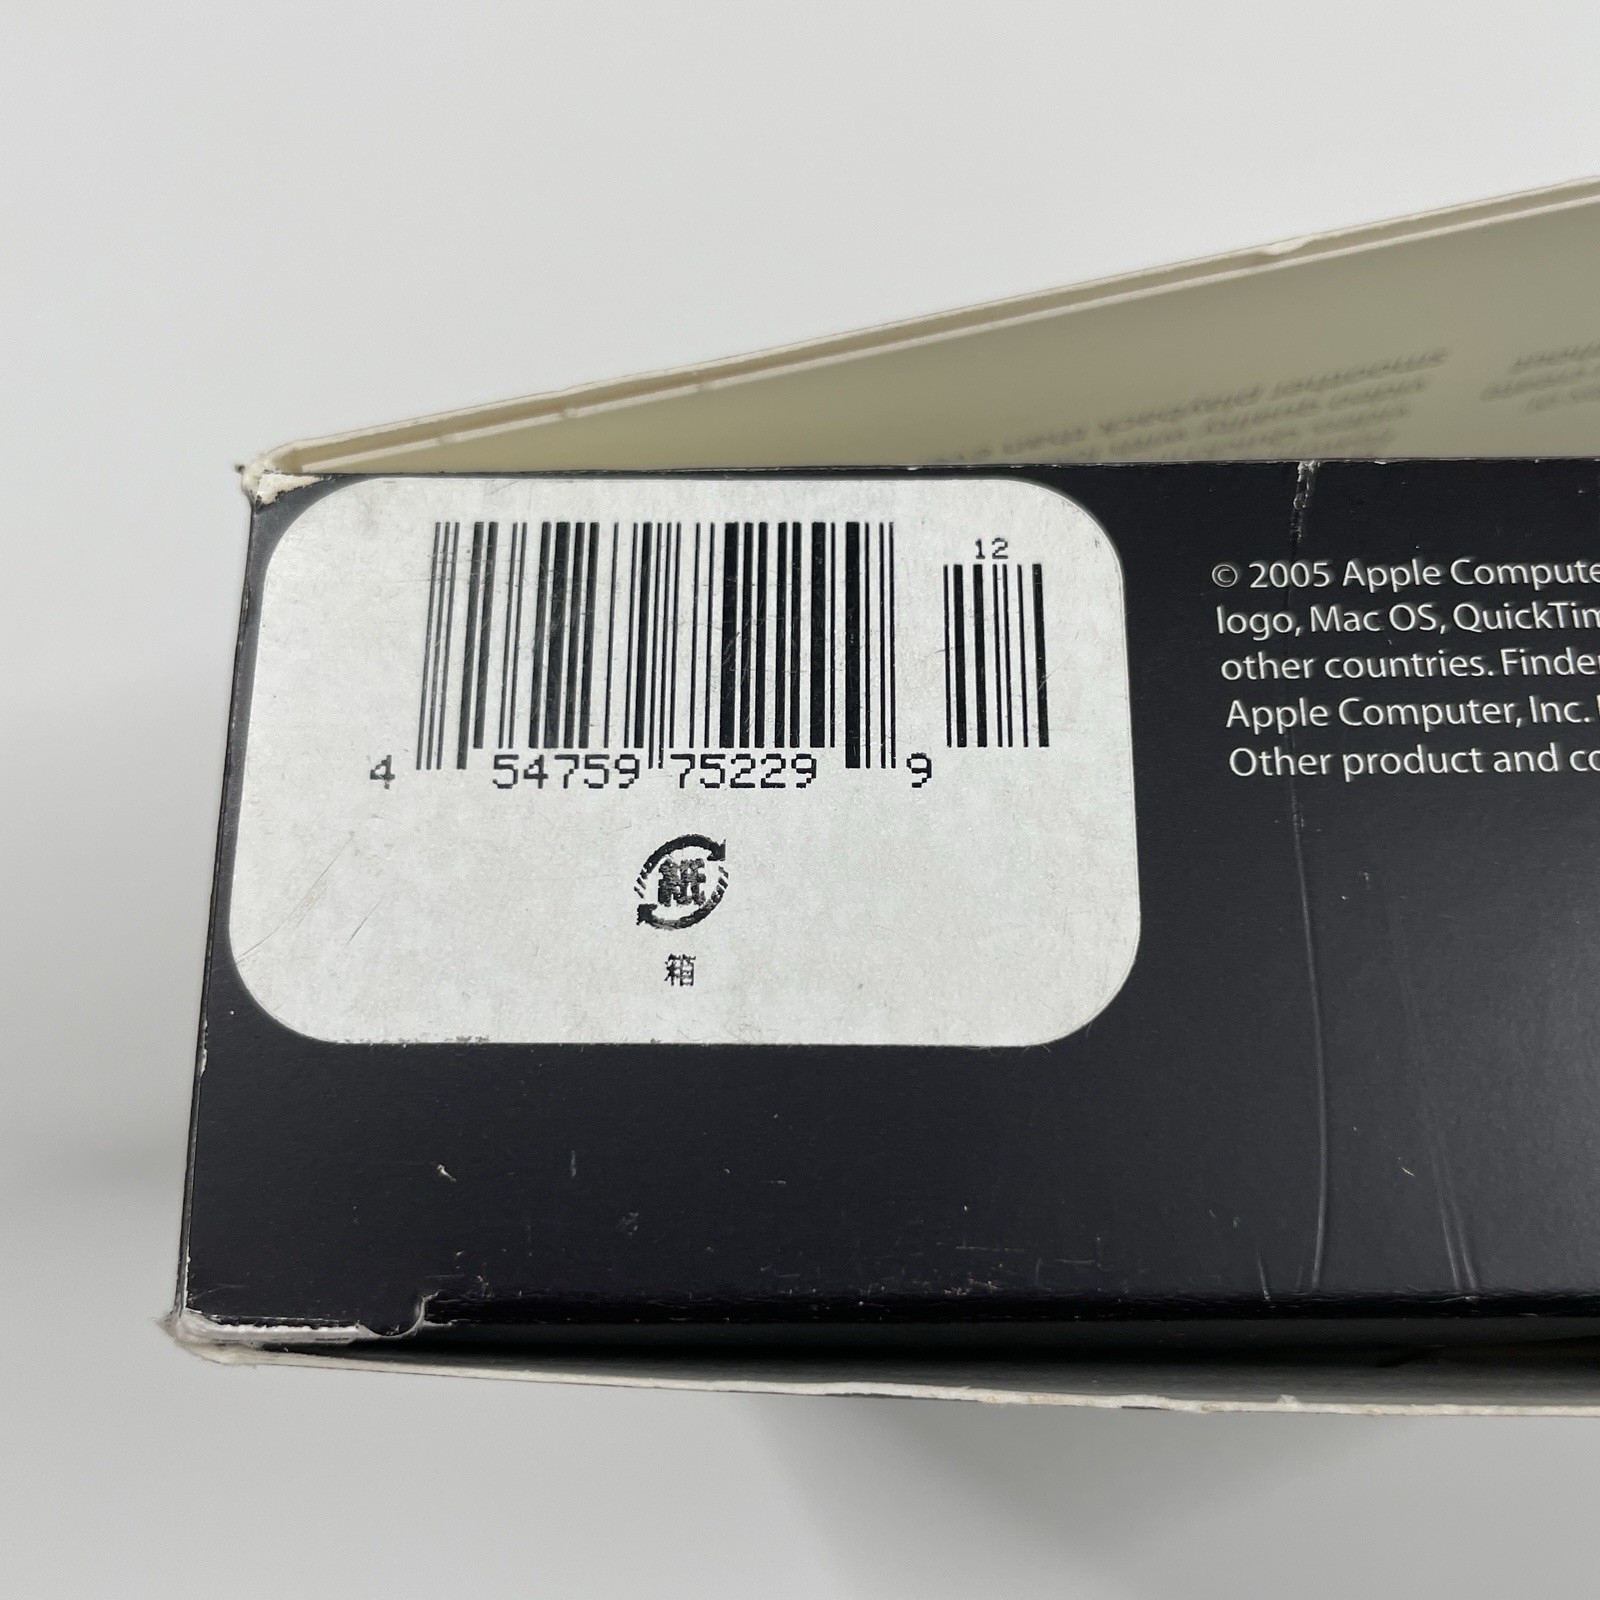 12
4 54759 75229 9
紙
箱
© 2005 Apple Compute
logo, Mac OS, QuickTim
other countries. Finder
Apple Computer, Inc.
Other product and co